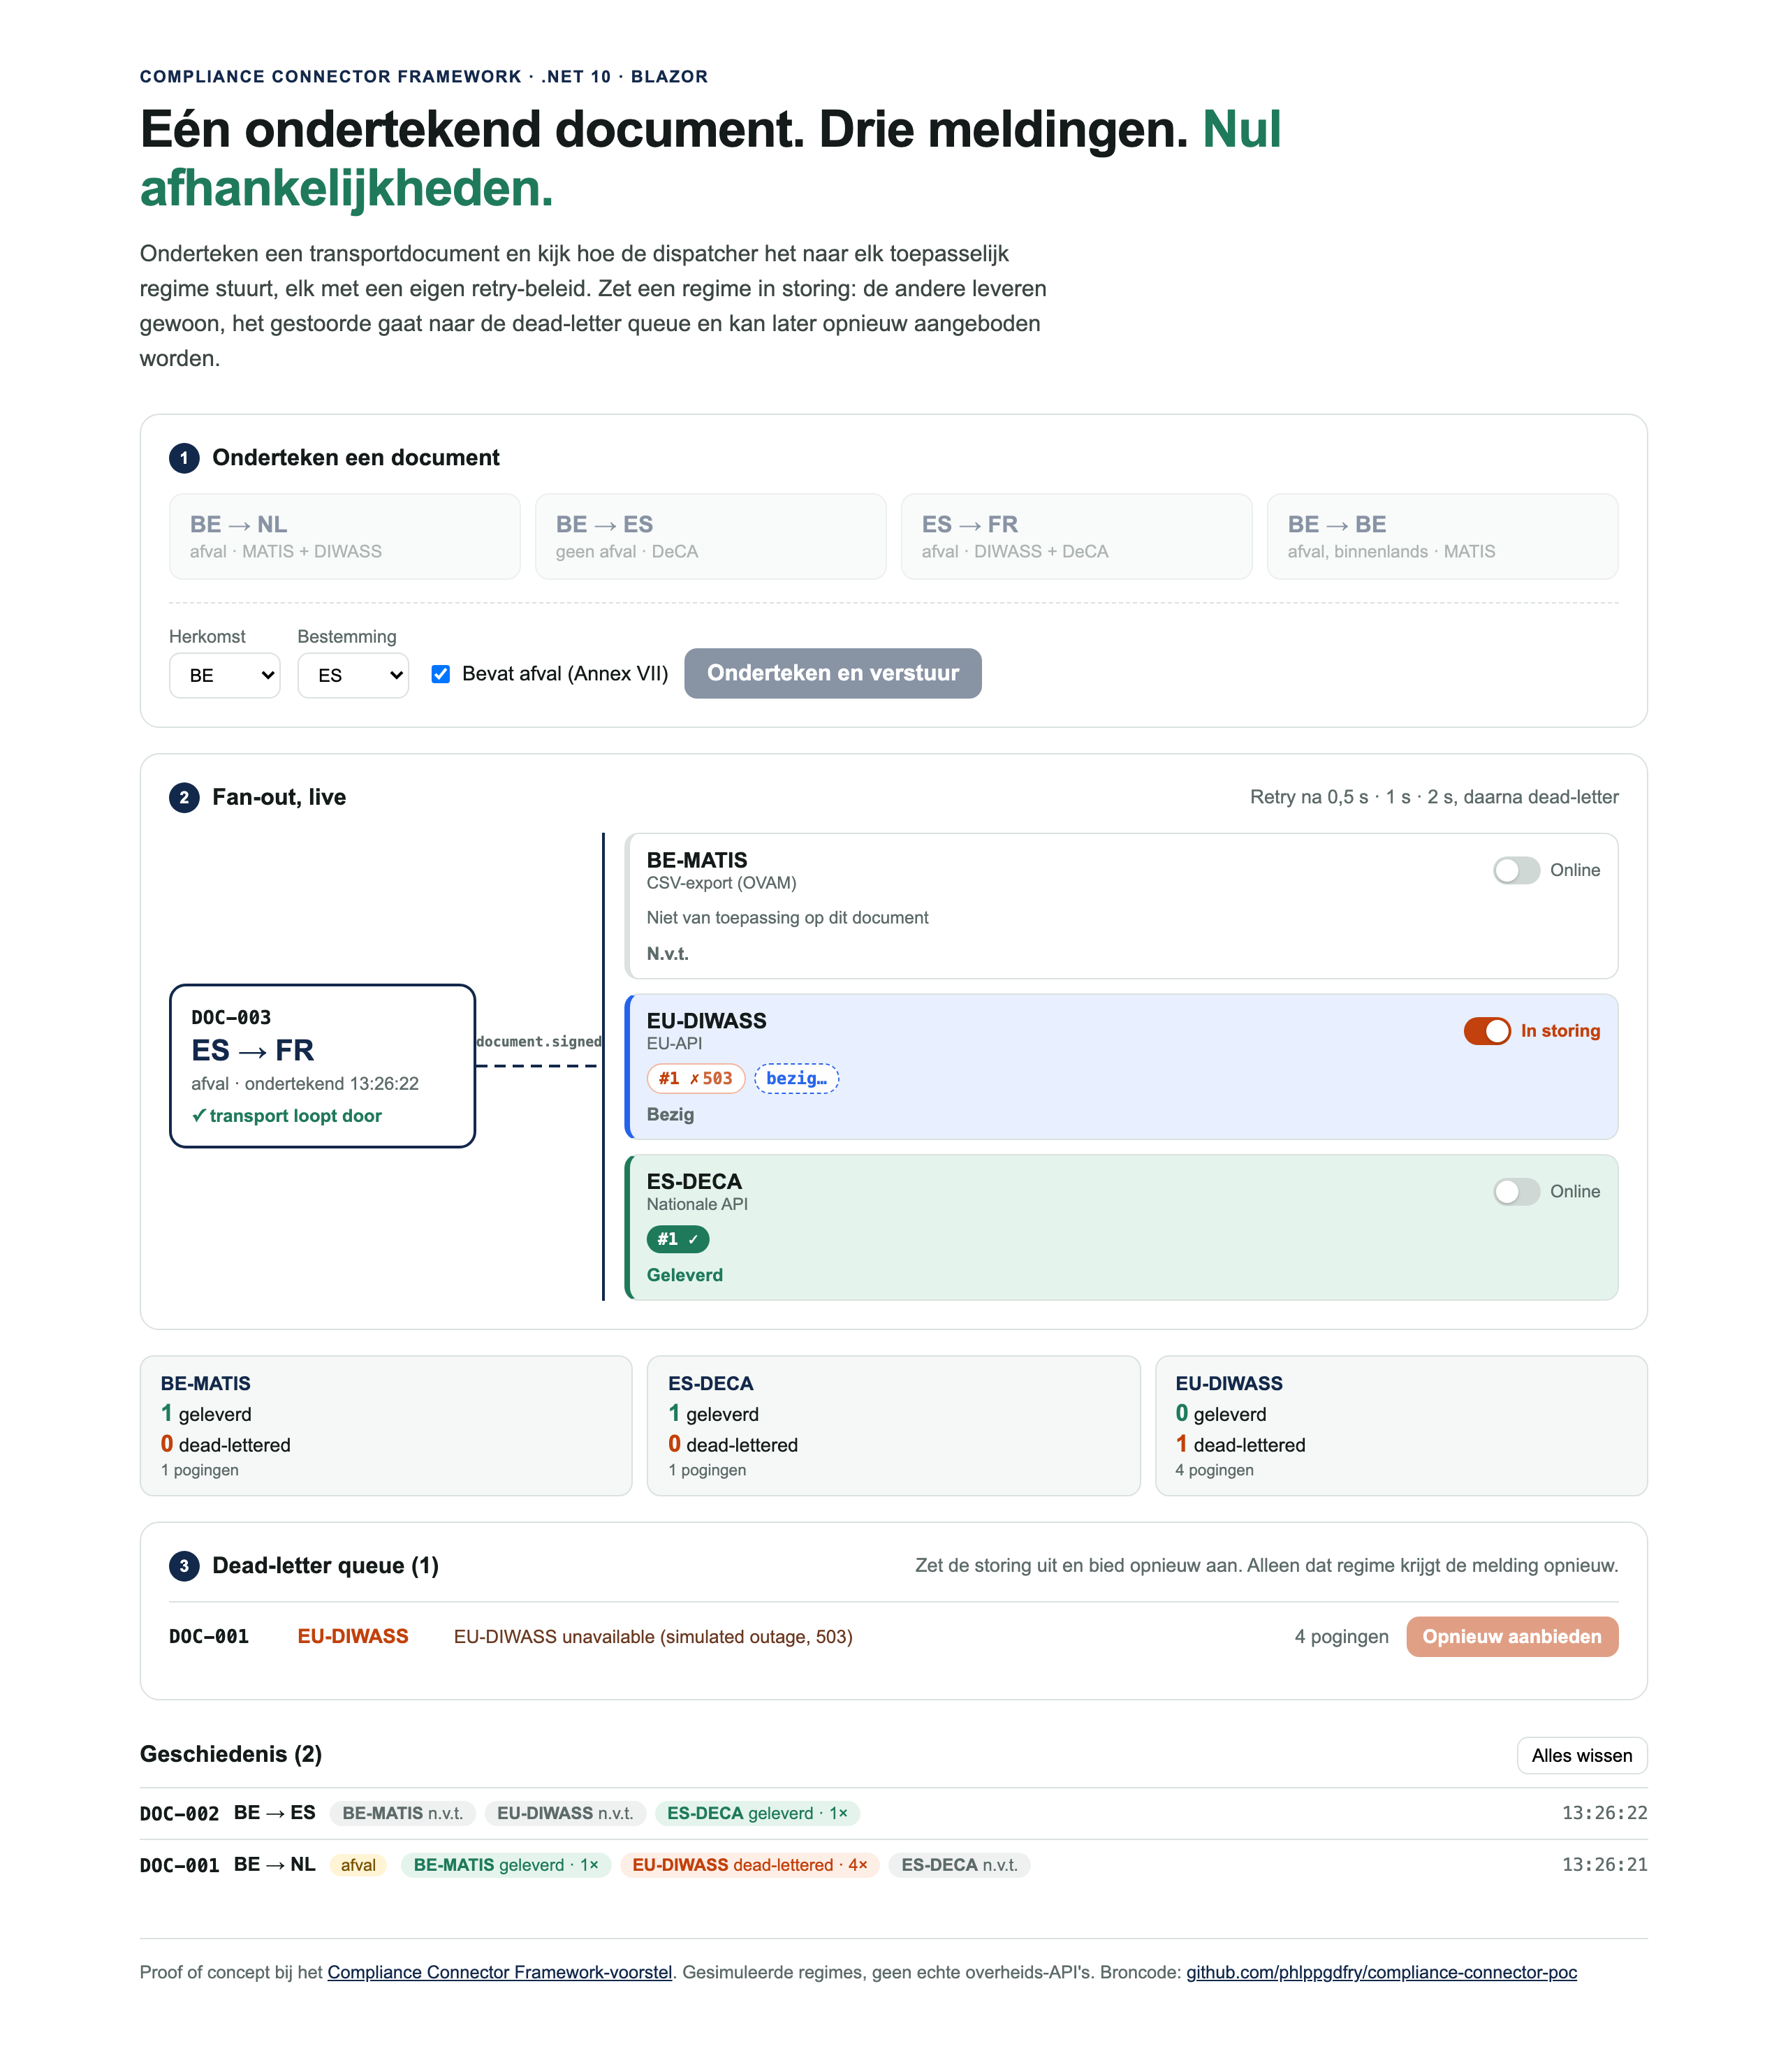 COMPLIANCE CONNECTOR FRAMEWORK · .NET 10 · BLAZOR
Eén ondertekend document. Drie meldingen. Nul
afhankelijkheden.
Onderteken een transportdocument en kijk hoe de dispatcher het naar elk toepasselijk
regime stuurt, elk met een eigen retry-beleid. Zet een regime in storing: de andere leveren
gewoon, het gestoorde gaat naar de dead-letter queue en kan later opnieuw aangeboden
worden.
1 Onderteken een document
BE → NL
afval · MATIS + DIWASS
BE → ES
geen afval · DeCA
ES → FR
afval · DIWASS + DeCA
BE → BE
afval, binnenlands · MATIS
Herkomst
BE
Bestemming
ES
Bevat afval (Annex VII)
Onderteken en verstuur
2 Fan-out, live
Retry na 0,5 s · 1 s · 2 s, daarna dead-letter
DOC-003
ES → FR
afval · ondertekend 13:26:22
✓ transport loopt door
document.signed
BE-MATIS
CSV-export (OVAM)
Online
Niet van toepassing op dit document
N.v.t.
EU-DIWASS
EU-API
In storing
#1 ✗ 503
bezig…
Bezig
ES-DECA
Nationale API
Online
#1 ✓
Geleverd
BE-MATIS
1 geleverd
0 dead-lettered
1 pogingen
ES-DECA
1 geleverd
0 dead-lettered
1 pogingen
EU-DIWASS
0 geleverd
1 dead-lettered
4 pogingen
3 Dead-letter queue (1)
Zet de storing uit en bied opnieuw aan. Alleen dat regime krijgt de melding opnieuw.
DOC-001 EU-DIWASS EU-DIWASS unavailable (simulated outage, 503) 4 pogingen Opnieuw aanbieden
Geschiedenis (2)
Alles wissen
DOC-002 BE → ES BE-MATIS n.v.t. EU-DIWASS n.v.t. ES-DECA geleverd · 1× 13:26:22
DOC-001 BE → NL afval BE-MATIS geleverd · 1× EU-DIWASS dead-lettered · 4× ES-DECA n.v.t. 13:26:21
Proof of concept bij het Compliance Connector Framework-voorstel. Gesimuleerde regimes, geen echte overheids-API's. Broncode: github.com/phlppgdfry/compliance-connector-poc